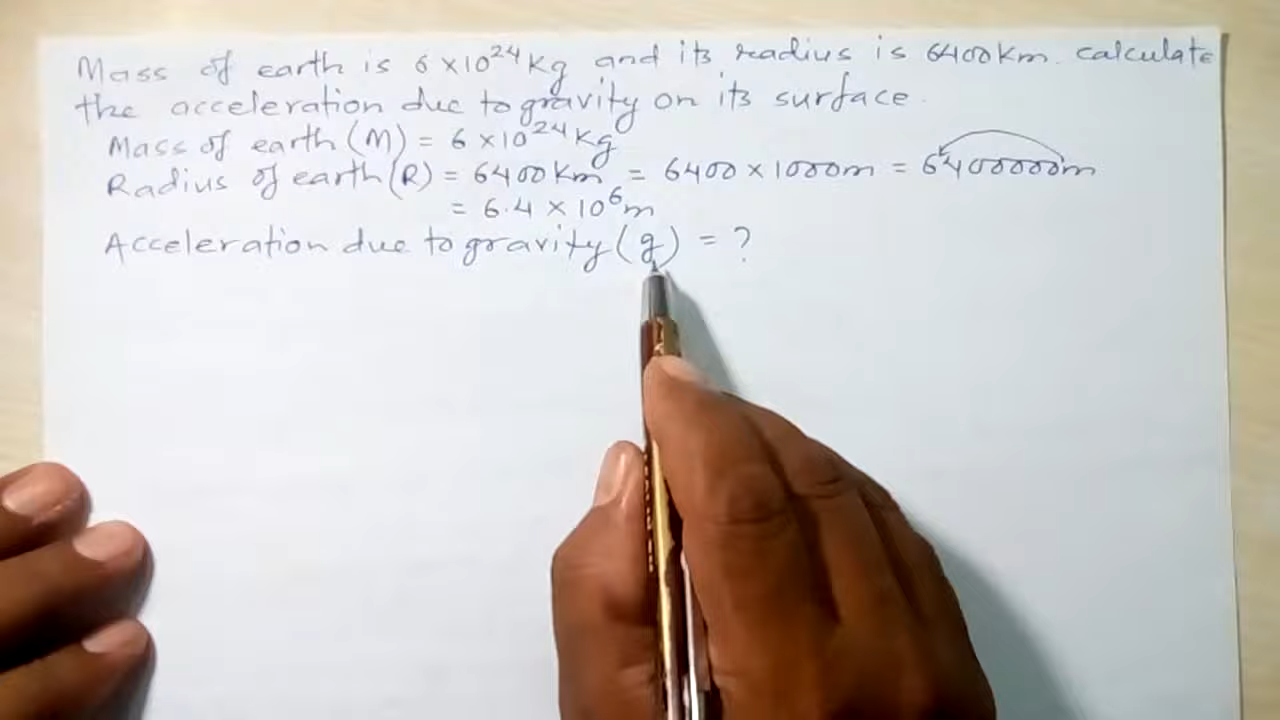 Mass of earth is 6 × 10²⁴ kg and its radius is 6400 km. calculate
the acceleration due to gravity on its surface.
Mass of earth (M) = 6 × 10²⁴ kg
Radius of earth (R) = 6400 km = 6400 × 1000m = 6400000m
= 6.4 × 10⁶ m
Acceleration due to gravity (g) = ?